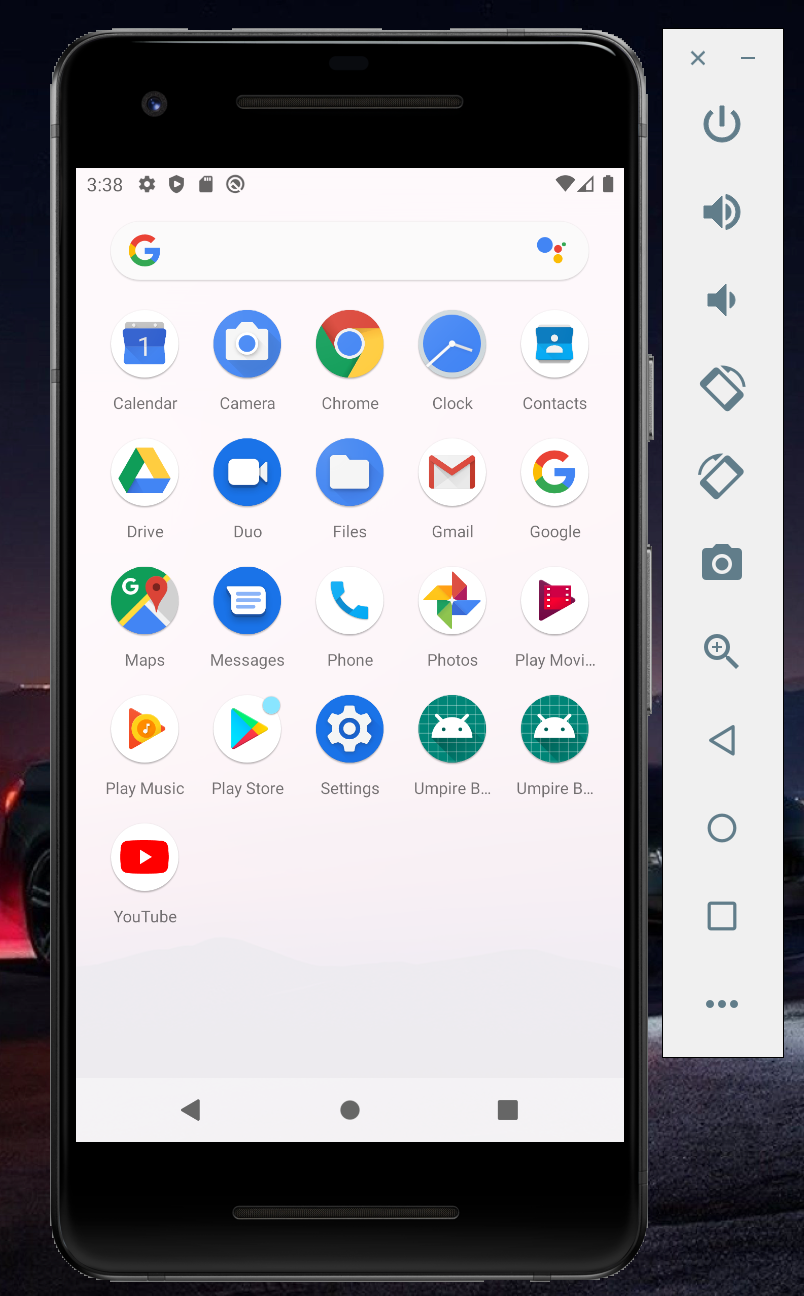 3:38
Calendar Camera Chrome Clock Contacts
Drive Duo Files Gmail Google
Maps Messages Phone Photos Play Movi...
Play Music Play Store Settings Umpire B... Umpire B...
YouTube
1